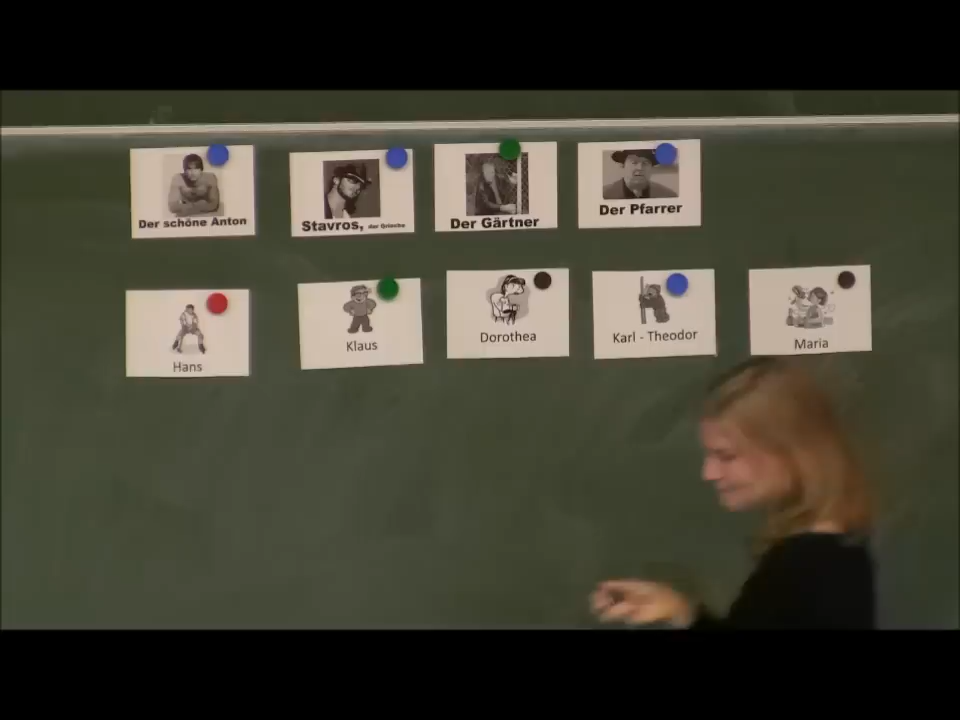 Der schöne Anton
Stavros, der Grieche
Der Gärtner
Der Pfarrer
Hans
Klaus
Dorothea
Karl - Theodor
Maria